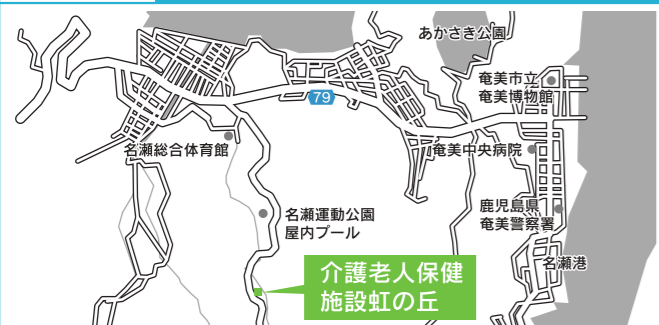 あかさき公園
奄美市立
奄美博物館
79
名瀬総合体育館
奄美中央病院
鹿児島県
奄美警察署
名瀬運動公園
屋内プール
名瀬港
介護老人保健
施設虹の丘